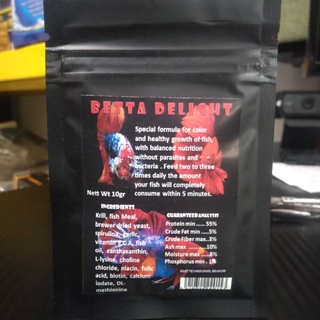 BETTA DELIGHT
Special formula for color
and healthy growth of fish,
with balanced nutrition
without parasites and
bacteria . Feed two to three
times daily the amount
your fish will completely
consume within 5 minutes.
Nett Wt 10gr
INGREDIENTS
Krill, fish Meal,
brewer dried yeast,
spirulina, garlic,
vitamin E,C,A, fish
oil, canthaxanthin,
L-lysine, choline
chloride, niacin, folic
acid, biotin, calcium
iodate, DL-
methionine
GUARANTEED ANALYSIS
Protein min ...... 55%
Crude Fat min .....5%
Crude Fiber max..3%
Ash max.............10%
Moisture max......8%
Phosphorus min . 1%